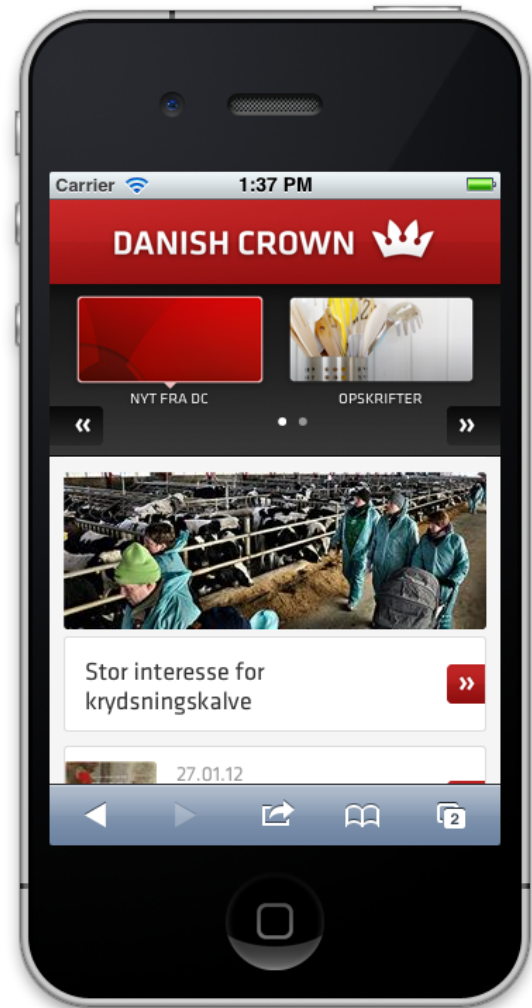 Carrier 1:37 PM
DANISH CROWN
NYT FRA DC OPSKRIFTER
Stor interesse for
krydsningskalve
27.01.12
2